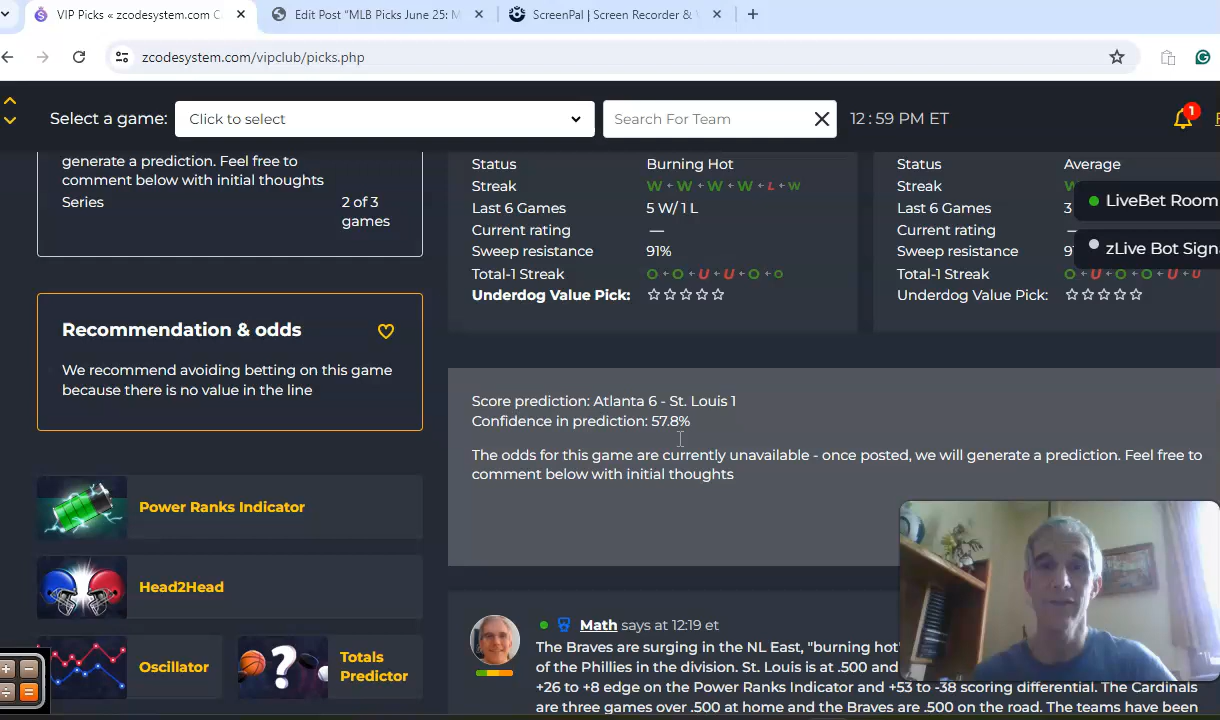 VIP Picks « zcodesystem.com C
Edit Post “MLB Picks June 25: M
ScreenPal | Screen Recorder &
zcodesystem.com/vipclub/picks.php
Select a game:
Click to select
Search For Team
12 : 59 PM ET
1
generate a prediction. Feel free to
comment below with initial thoughts
Series
2 of 3
games
Recommendation & odds
We recommend avoiding betting on this game
because there is no value in the line
Power Ranks Indicator
Head2Head
Oscillator
Totals
Predictor
Status Burning Hot
Streak W W W W L W
Last 6 Games 5 W/ 1 L
Current rating —
Sweep resistance 91%
Total-1 Streak O O U U O O
Underdog Value Pick:
Status Average
Streak W
Last 6 Games 3
Current rating —
Sweep resistance 9
Total-1 Streak O U O O U U
Underdog Value Pick:
LiveBet Room
zLive Bot Signa
Score prediction: Atlanta 6 - St. Louis 1
Confidence in prediction: 57.8%
The odds for this game are currently unavailable - once posted, we will generate a prediction. Feel free to
comment below with initial thoughts
Math says at 12:19 et
The Braves are surging in the NL East, "burning hot"
of the Phillies in the division. St. Louis is at .500 and
+26 to +8 edge on the Power Ranks Indicator and +53 to -38 scoring differential. The Cardinals
are three games over .500 at home and the Braves are .500 on the road. The teams have been